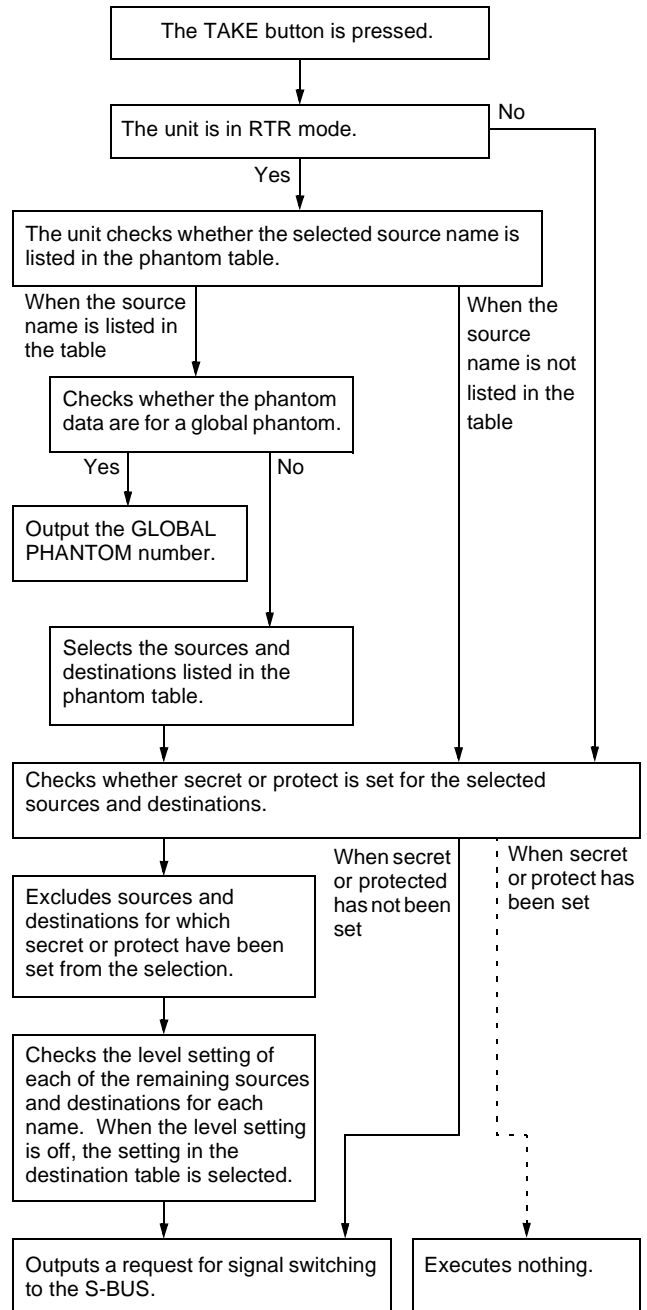 The TAKE button is pressed.
The unit is in RTR mode.
No
Yes
The unit checks whether the selected source name is
listed in the phantom table.
When the source
name is listed in
the table
When the
source
name is not
listed in the
table
Checks whether the phantom
data are for a global phantom.
Yes
No
Output the GLOBAL
PHANTOM number.
Selects the sources and
destinations listed in the
phantom table.
Checks whether secret or protect is set for the selected
sources and destinations.
When secret
or protected
has not been
set
When secret
or protect has
been set
Excludes sources and
destinations for which
secret or protect have been
set from the selection.
Checks the level setting of
each of the remaining sources
and destinations for each
name.  When the level setting
is off, the setting in the
destination table is selected.
Outputs a request for signal switching
to the S-BUS.
Executes nothing.